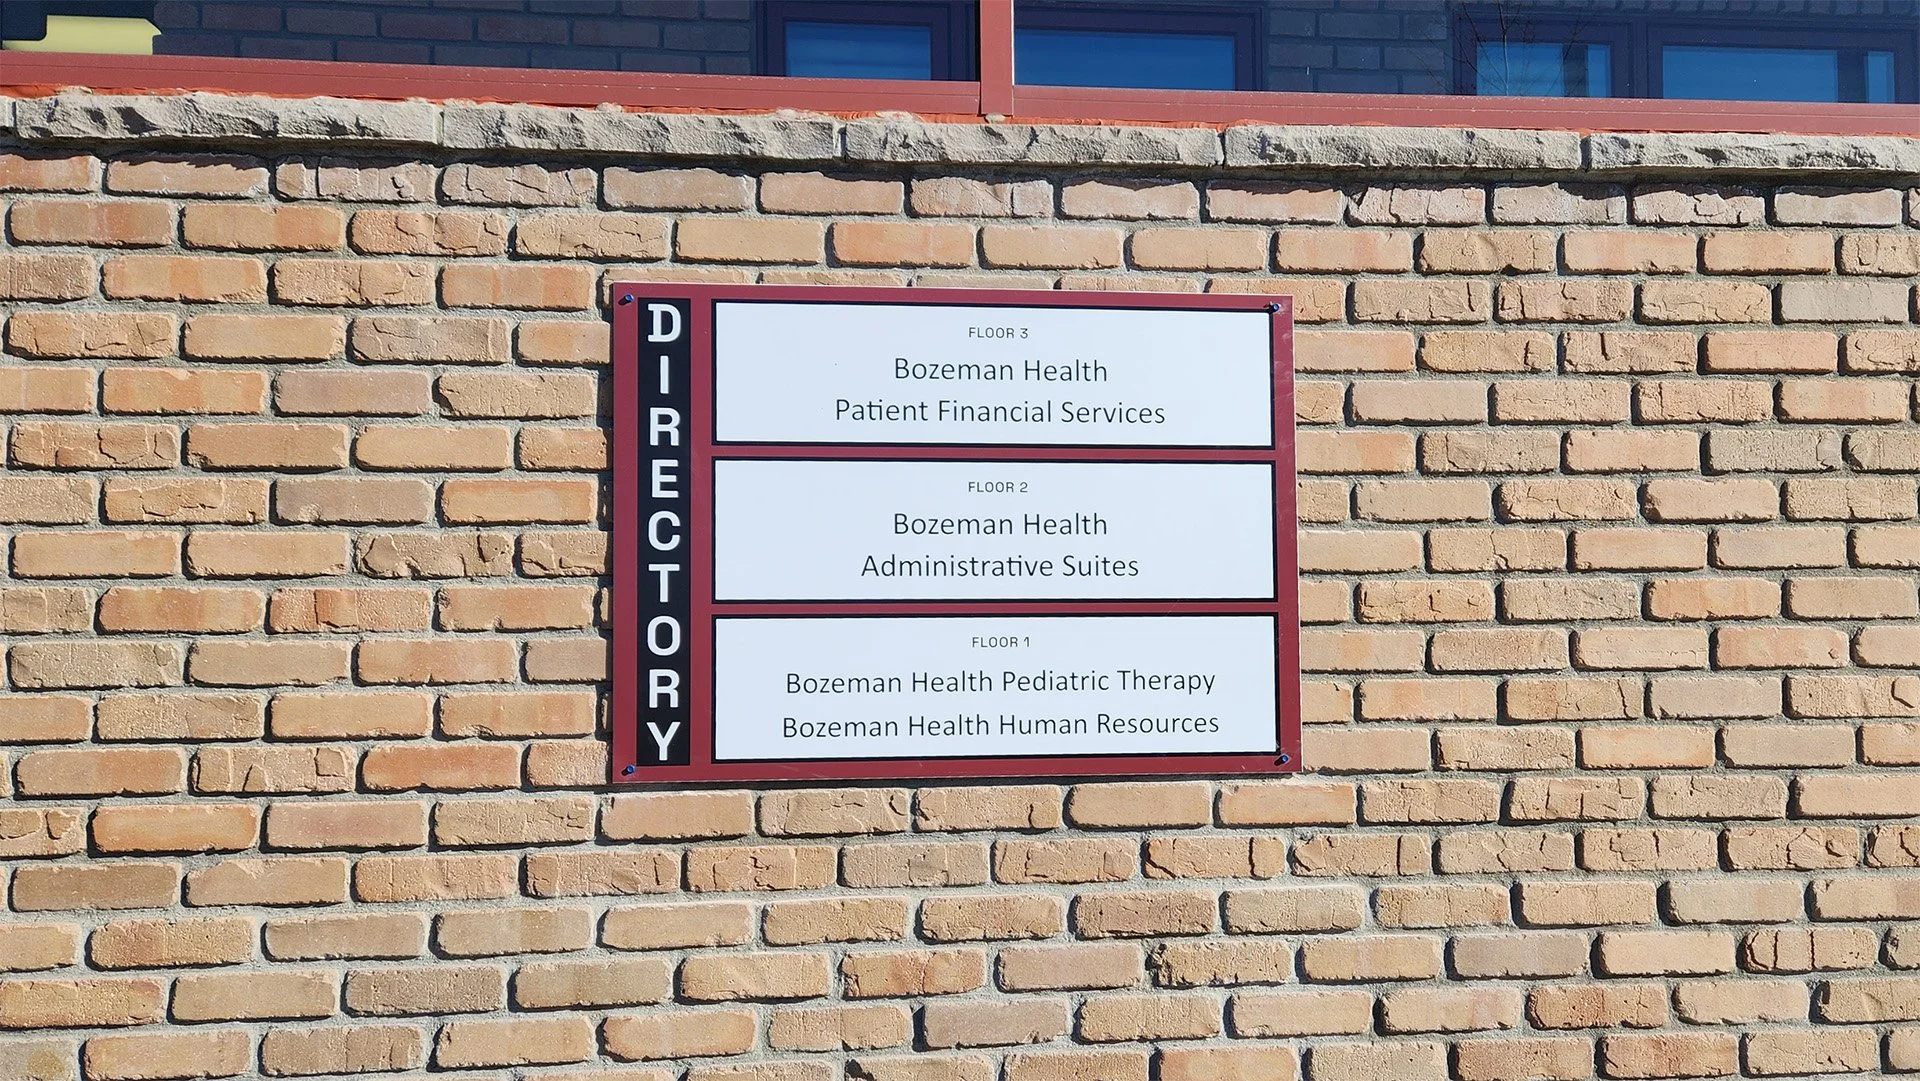 DIRECTORY
FLOOR 3
Bozeman Health
Patient Financial Services
FLOOR 2
Bozeman Health
Administrative Suites
FLOOR 1
Bozeman Health Pediatric Therapy
Bozeman Health Human Resources